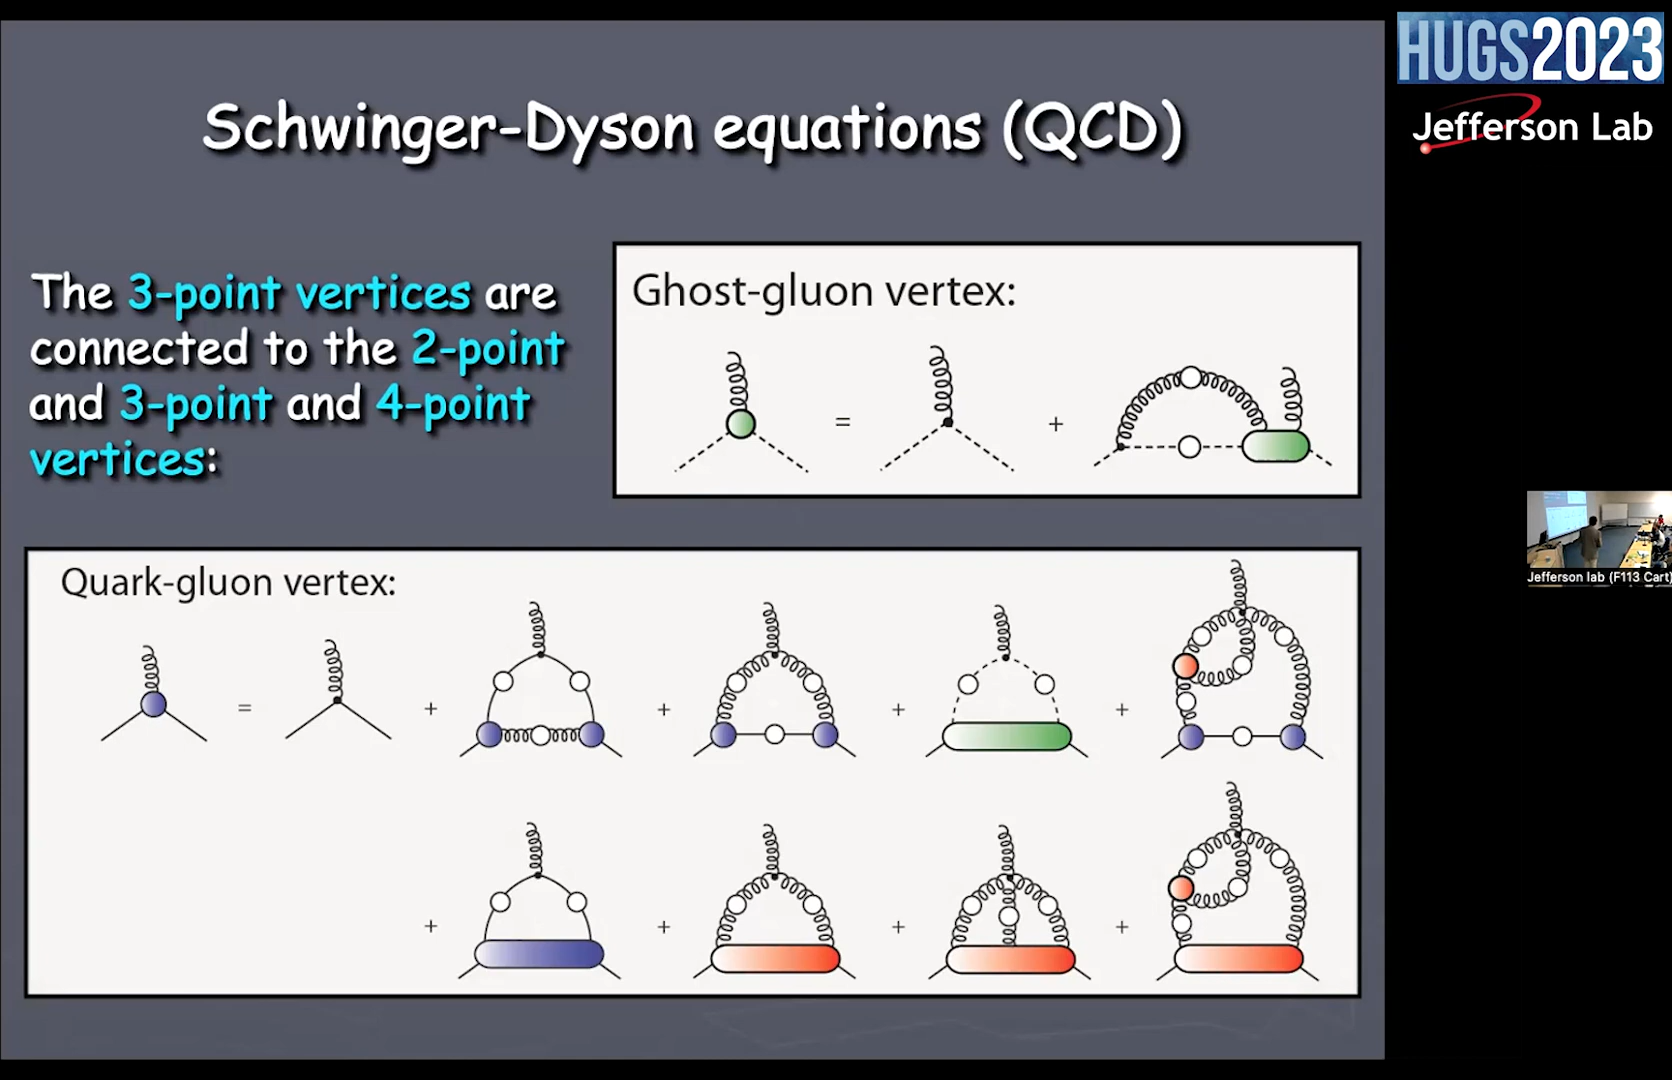 HUGS2023
Jefferson Lab
Schwinger-Dyson equations (QCD)
The 3-point vertices are
connected to the 2-point
and 3-point and 4-point
vertices:
Ghost-gluon vertex:
= +
Quark-gluon vertex:
= + + + +
+ + + +
Jefferson lab (F113 Cart)